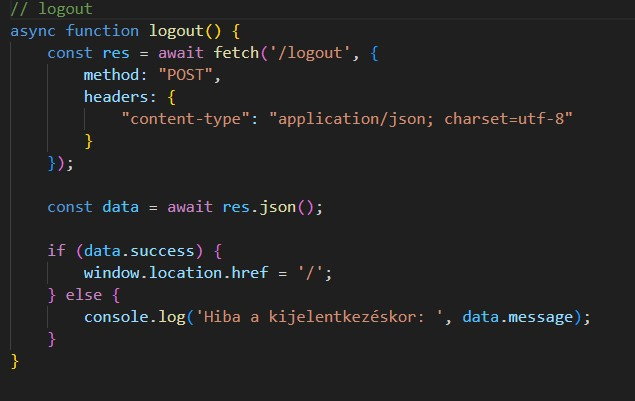 // logout
async function logout() {
    const res = await fetch('/logout', {
        method: "POST",
        headers: {
            "content-type": "application/json; charset=utf-8"
        }
    });

    const data = await res.json();

    if (data.success) {
        window.location.href = '/';
    } else {
        console.log('Hiba a kijelentkezéskor: ', data.message);
    }
}